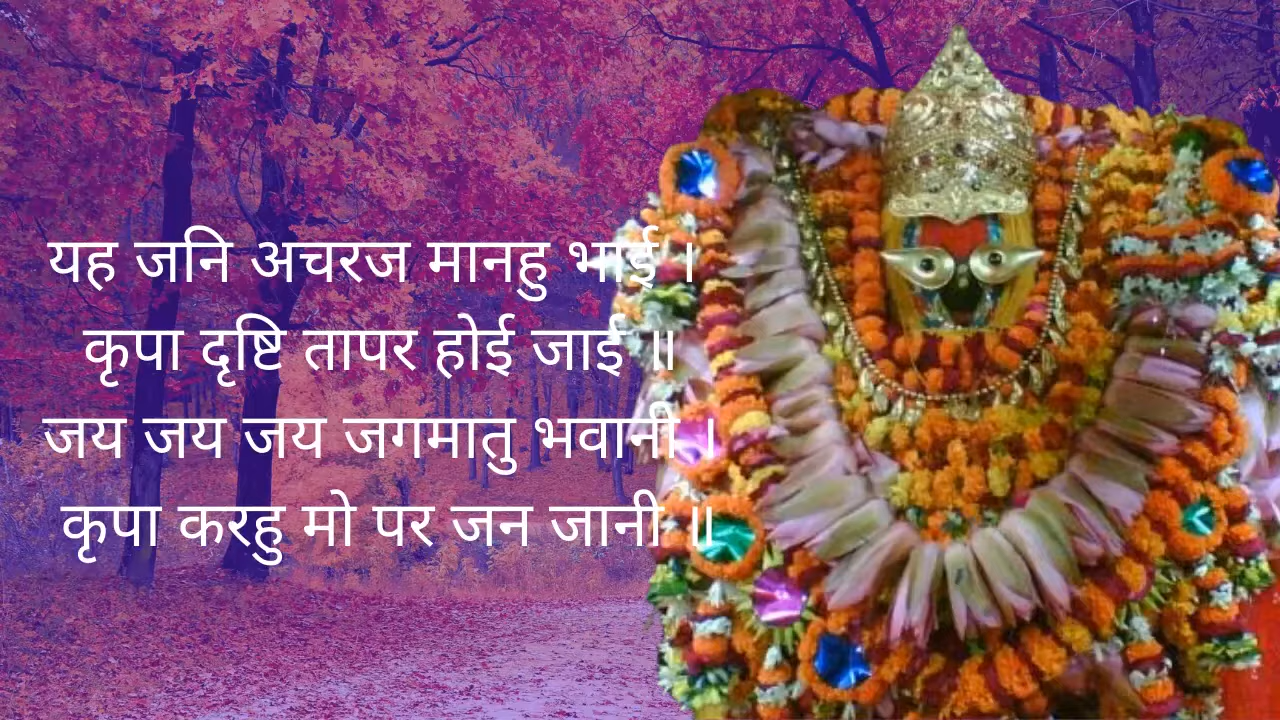 यह जनि अचरज मानहु भाई ।
कृपा दृष्टि तापर होई जाई ॥
जय जय जय जगमातु भवानी ।
कृपा करहु मो पर जन जानी ॥